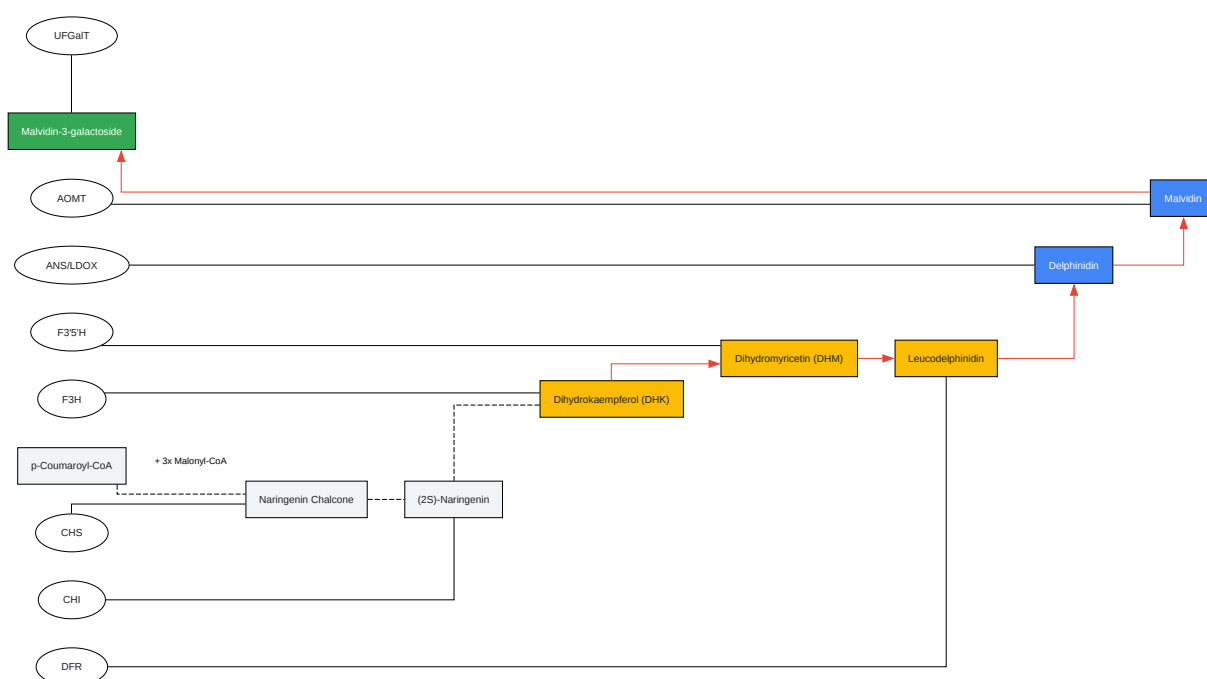 UFGalT
Malvidin-3-galactoside
AOMT
Malvidin
ANS/LDOX
Delphinidin
F3'5'H
Dihydromyricetin (DHM)
Leucodelphinidin
F3H
Dihydrokaempferol (DHK)
p-Coumaroyl-CoA
+ 3x Malonyl-CoA
Naringenin Chalcone
(2S)-Naringenin
CHS
CHI
DFR